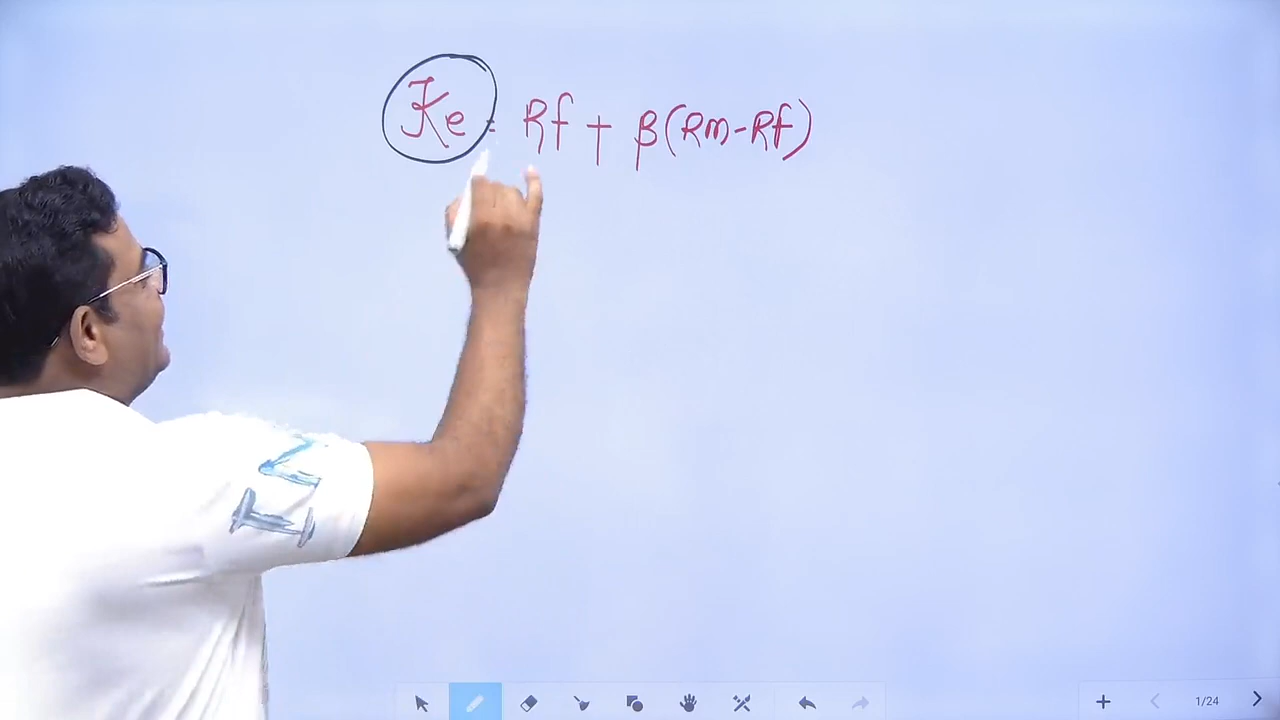 Ke = Rf + β(Rm-Rf)
1/24